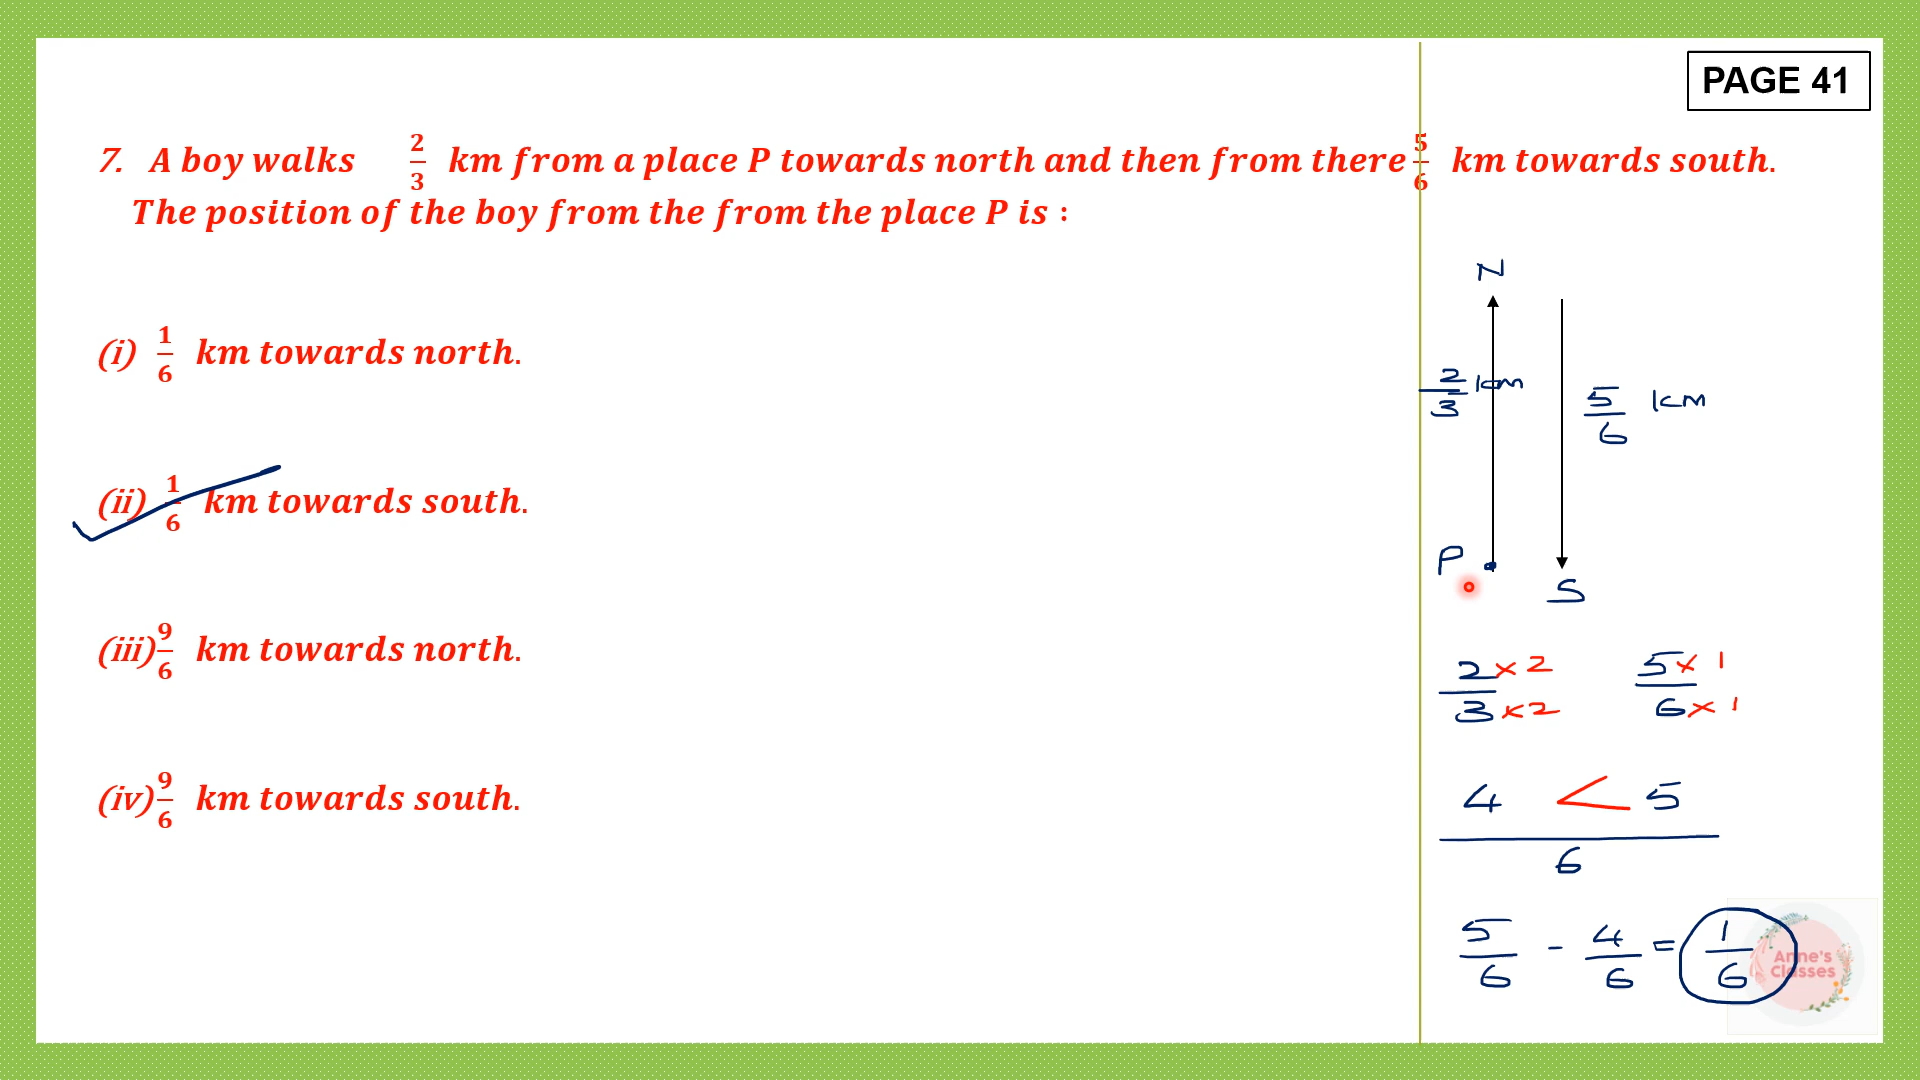 PAGE 41
7. A boy walks 2/3 km from a place P towards north and then from there 5/6 km towards south.
The position of the boy from the from the place P is :
(i) 1/6 km towards north.
(ii) 1/6 km towards south.
(iii) 9/6 km towards north.
(iv) 9/6 km towards south.
N
2/3 km
5/6 km
P
S
2×2 5×1
3×2 6×1
4 < 5
6
5/6 - 4/6 = 1/6
Anne's
Classes